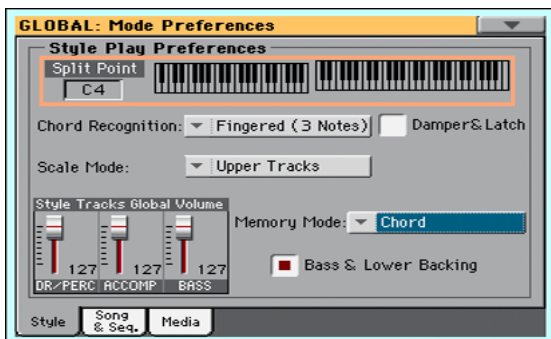 GLOBAL: Mode Preferences
Style Play Preferences
Split Point
C4
Chord Recognition: Fingered (3 Notes) Damper& Latch
Scale Mode: Upper Tracks
Style Tracks Global Volume
Memory Mode: Chord
127 127 127
Bass & Lower Backing
DR/PERC ACCOMP BASS
Style Song & Seq. Media